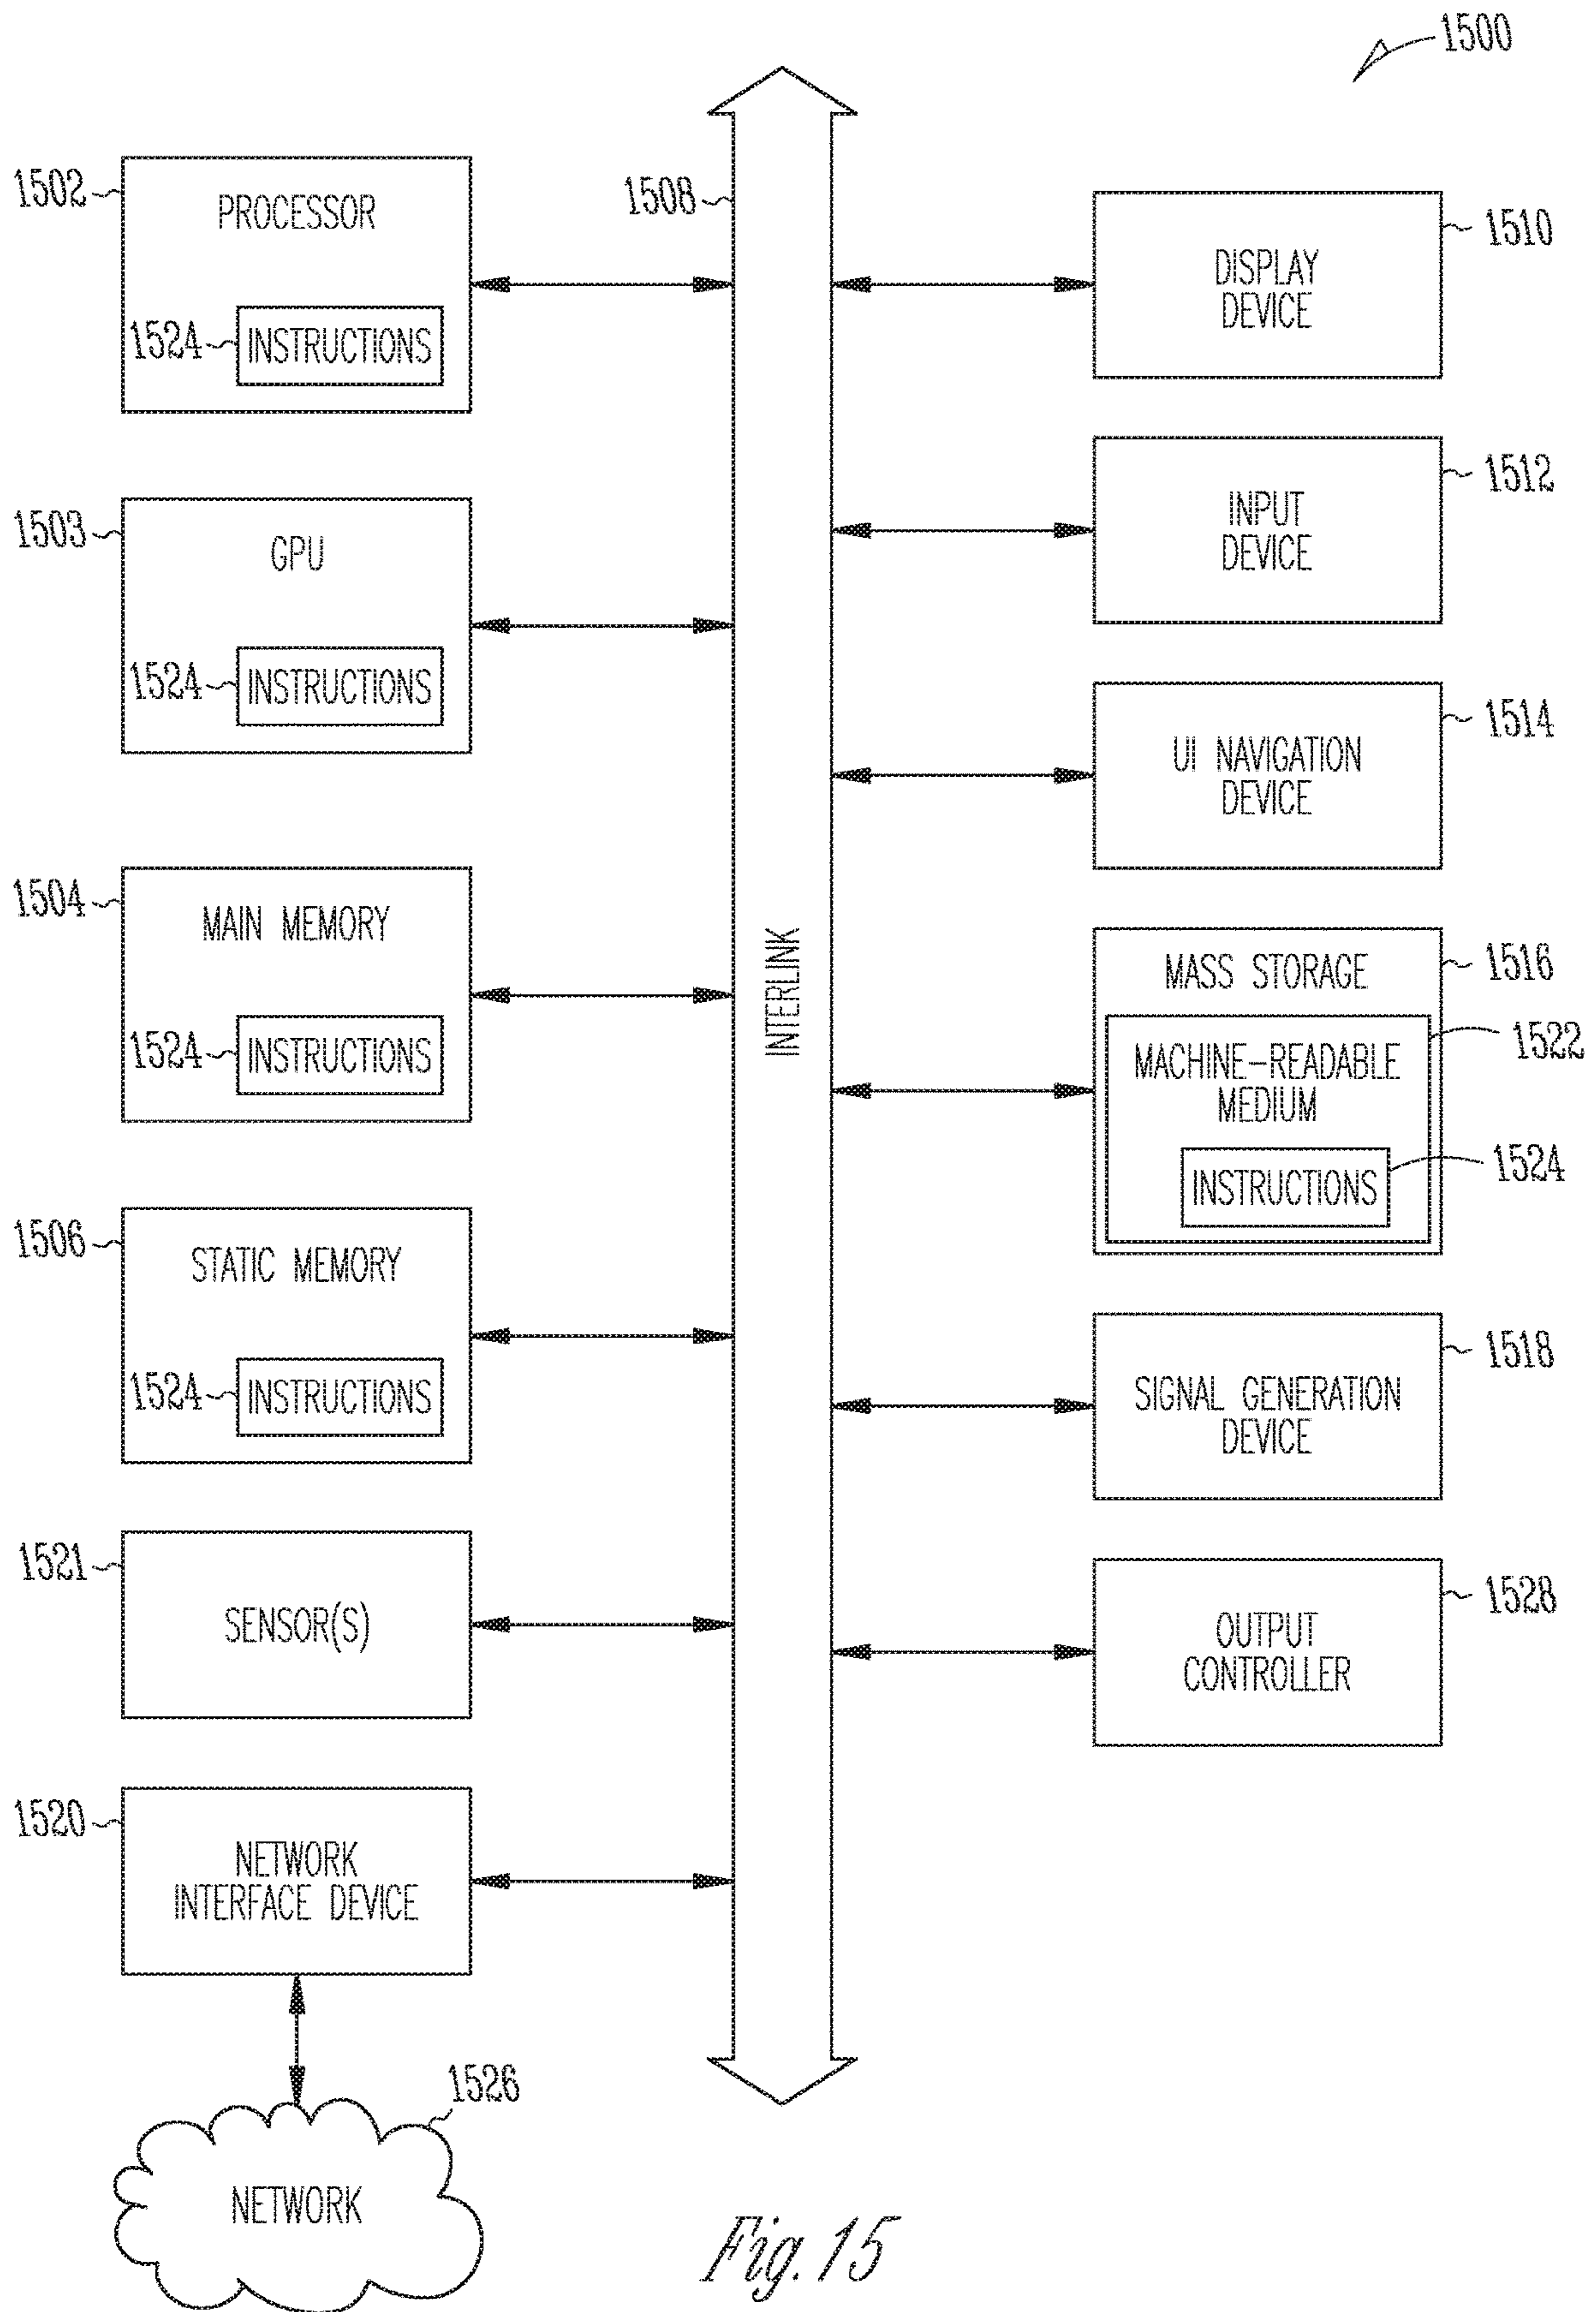 1500
1502
PROCESSOR
1524
INSTRUCTIONS
1503
GPU
1524
INSTRUCTIONS
1504
MAIN MEMORY
1524
INSTRUCTIONS
1506
STATIC MEMORY
1524
INSTRUCTIONS
1521
SENSOR(S)
1520
NETWORK
INTERFACE DEVICE
1526
NETWORK
1508
INTERLINK
1510
DISPLAY
DEVICE
1512
INPUT
DEVICE
1514
UI NAVIGATION
DEVICE
1516
MASS STORAGE
1522
MACHINE-READABLE
MEDIUM
1524
INSTRUCTIONS
1518
SIGNAL GENERATION
DEVICE
1528
OUTPUT
CONTROLLER
Fig. 15